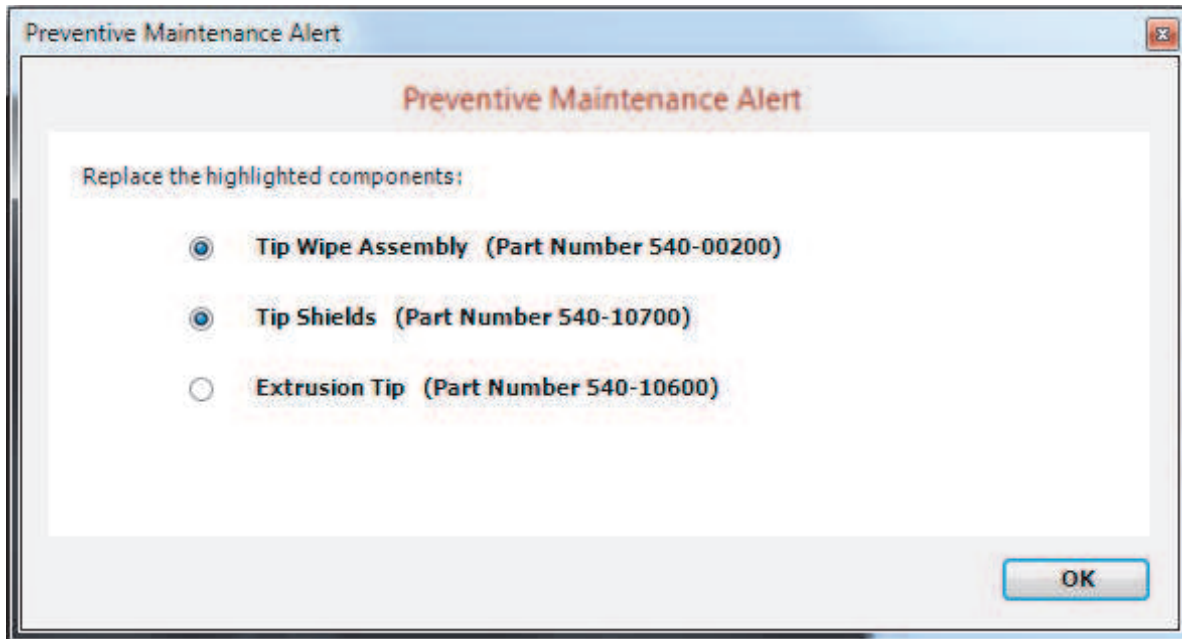 Preventive Maintenance Alert
Preventive Maintenance Alert
Replace the highlighted components:
Tip Wipe Assembly (Part Number 540-00200)
Tip Shields (Part Number 540-10700)
Extrusion Tip (Part Number 540-10600)
OK